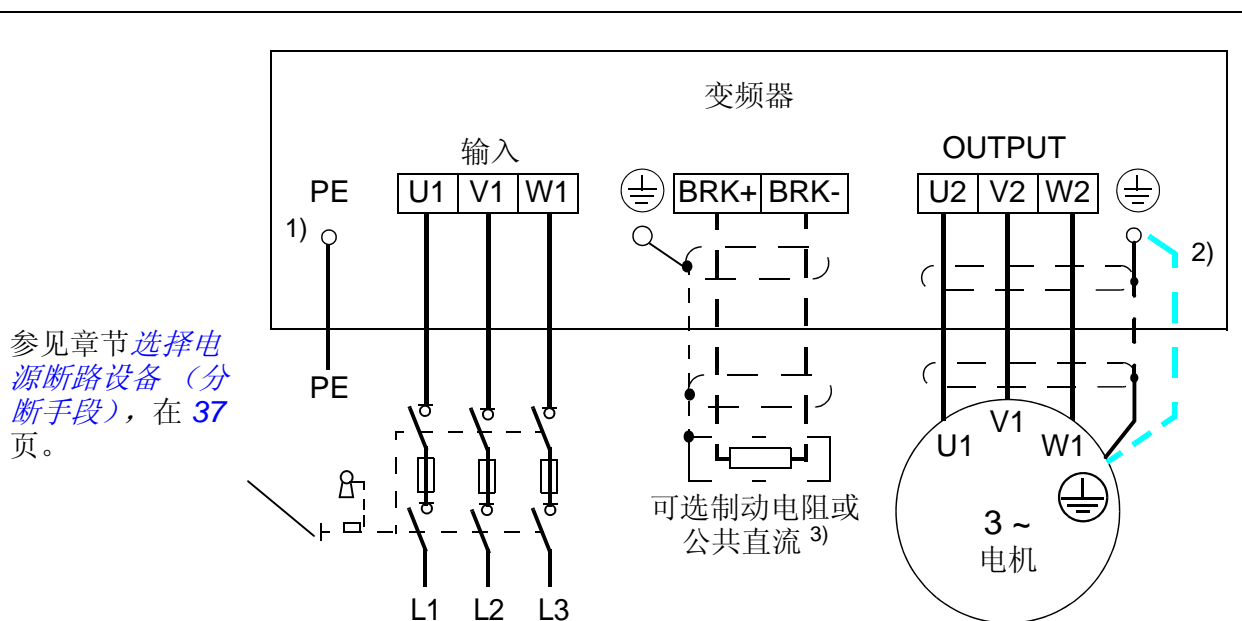 变频器
输入
OUTPUT
PE
U1 V1 W1
BRK+ BRK-
U2 V2 W2
1)
2)
参见章节选择电
源断路设备 （分
断手段），在 37
页。
PE
U1 V1 W1
可选制动电阻或
公共直流 3)
3 ~
电机
L1 L2 L3